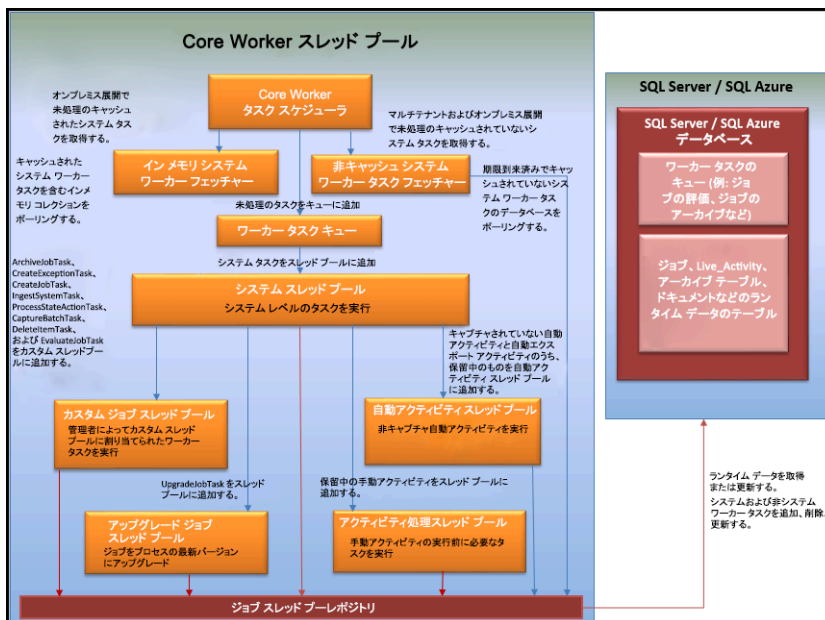 Core Worker スレッド プール
オンプレミス展開で
未処理のキャッシュ
されたシステム タス
クを取得する。
Core Worker
タスク スケジューラ
マルチテナントおよびオンプレミス展開
で未処理のキャッシュされていないシ
ステム タスクを取得する。
キャッシュされた
システム ワーカー
タスクを含むインメ
モリ コレクションを
ポーリングする。
イン メモリ システム
ワーカー フェッチャー
非キャッシュ システム
ワーカー タスク フェッチャー
期限到来済みでキャッ
シュされていないシス
テム ワーカー タス
クのデータベースを
ポーリングする。
未処理のタスクをキューに追加
ワーカー タスク キュー
システム タスクをスレッド プールに追加
ArchiveJobTask、
CreateExceptionTask、
CreateJobTask、
IngestSystemTask、
ProcessStateActionTask、
CaptureBatchTask、
DeleteItemTask、
および EvaluateJobTask
をカスタム スレッドプー
ルに追加する。
システム スレッド プール
システム レベルのタスクを実行
キャプチャされていない自動
アクティビティと自動エクス
ポート アクティビティのうち、
保留中のものを自動アク
ティビティ スレッド プール
に追加する。
カスタム ジョブ スレッド プール
管理者によってカスタム スレッド
プールに割り当てられたワーカー
タスクを実行
自動アクティビティ スレッド プール
非キャプチャ自動アクティビティを実行
UpgradeJobTask をスレッド
プールに追加する。
保留中の手動アクティビティをスレッド プールに
追加する。
アップグレード ジョブ
スレッド プール
ジョブをプロセスの最新バージョン
にアップグレード
アクティビティ処理スレッド プール
手動アクティビティの実行前に必要なタ
スクを実行
ジョブ スレッド プーレポジトリ
SQL Server / SQL Azure
SQL Server / SQL Azure
データベース
ワーカー タスクの
キュー (例: ジョ
ブの評価、ジョブの
アーカイブなど)
ジョブ、Live_Activity、
アーカイブ テーブル、
ドキュメントなどのラン
タイム データのテーブル
ランタイム データを取得
または更新する。
システムおよび非システム
ワーカー タスクを追加、削除、
更新する。